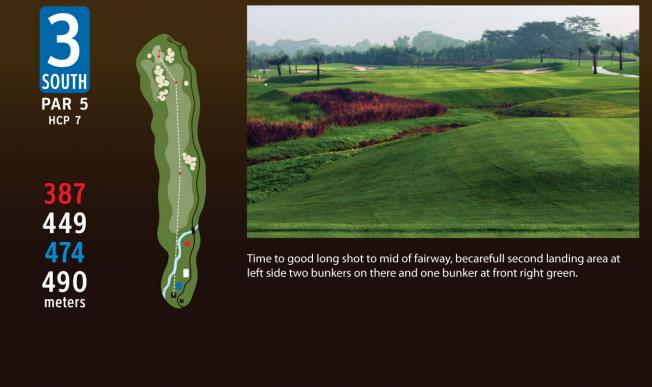 3
SOUTH
PAR 5
HCP 7
387
449
474
490
meters
Time to good long shot to mid of fairway, becarefull second landing area at
left side two bunkers on there and one bunker at front right green.